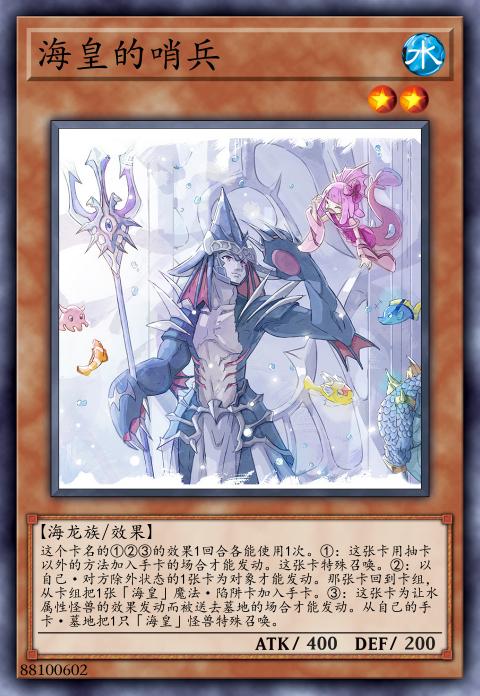 海皇的哨兵
水
【海龙族/效果】
这个卡名的①②③的效果1回合各能使用1次。①：这张卡用抽卡
以外的方法加入手卡的场合才能发动。这张卡特殊召唤。②：以
自己·对方除外状态的1张卡为对象才能发动。那张卡回到卡组，
从卡组把1张「海皇」魔法·陷阱卡加入手卡。③：这张卡为让水
属性怪兽的效果发动而被送去墓地的场合才能发动。从自己的手
卡·墓地把1只「海皇」怪兽特殊召唤。
ATK/ 400 DEF/ 200
88100602